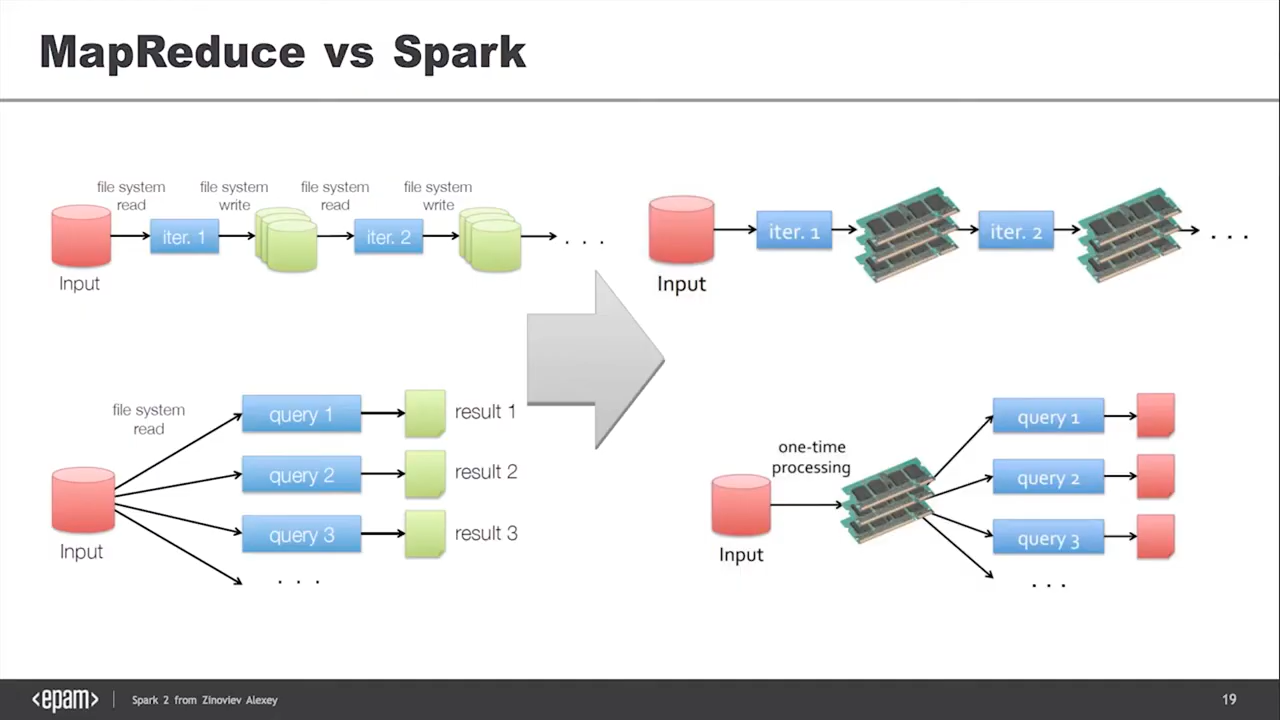 MapReduce vs Spark
file system
read
file system
write
file system
read
file system
write
iter. 1
iter. 2
. . .
Input
iter. 1
iter. 2
. . .
Input
file system
read
query 1
result 1
query 2
result 2
query 3
result 3
. . .
Input
one-time
processing
query 1
query 2
query 3
. . .
Input
<epam>
Spark 2 from Zinoviev Alexey
19